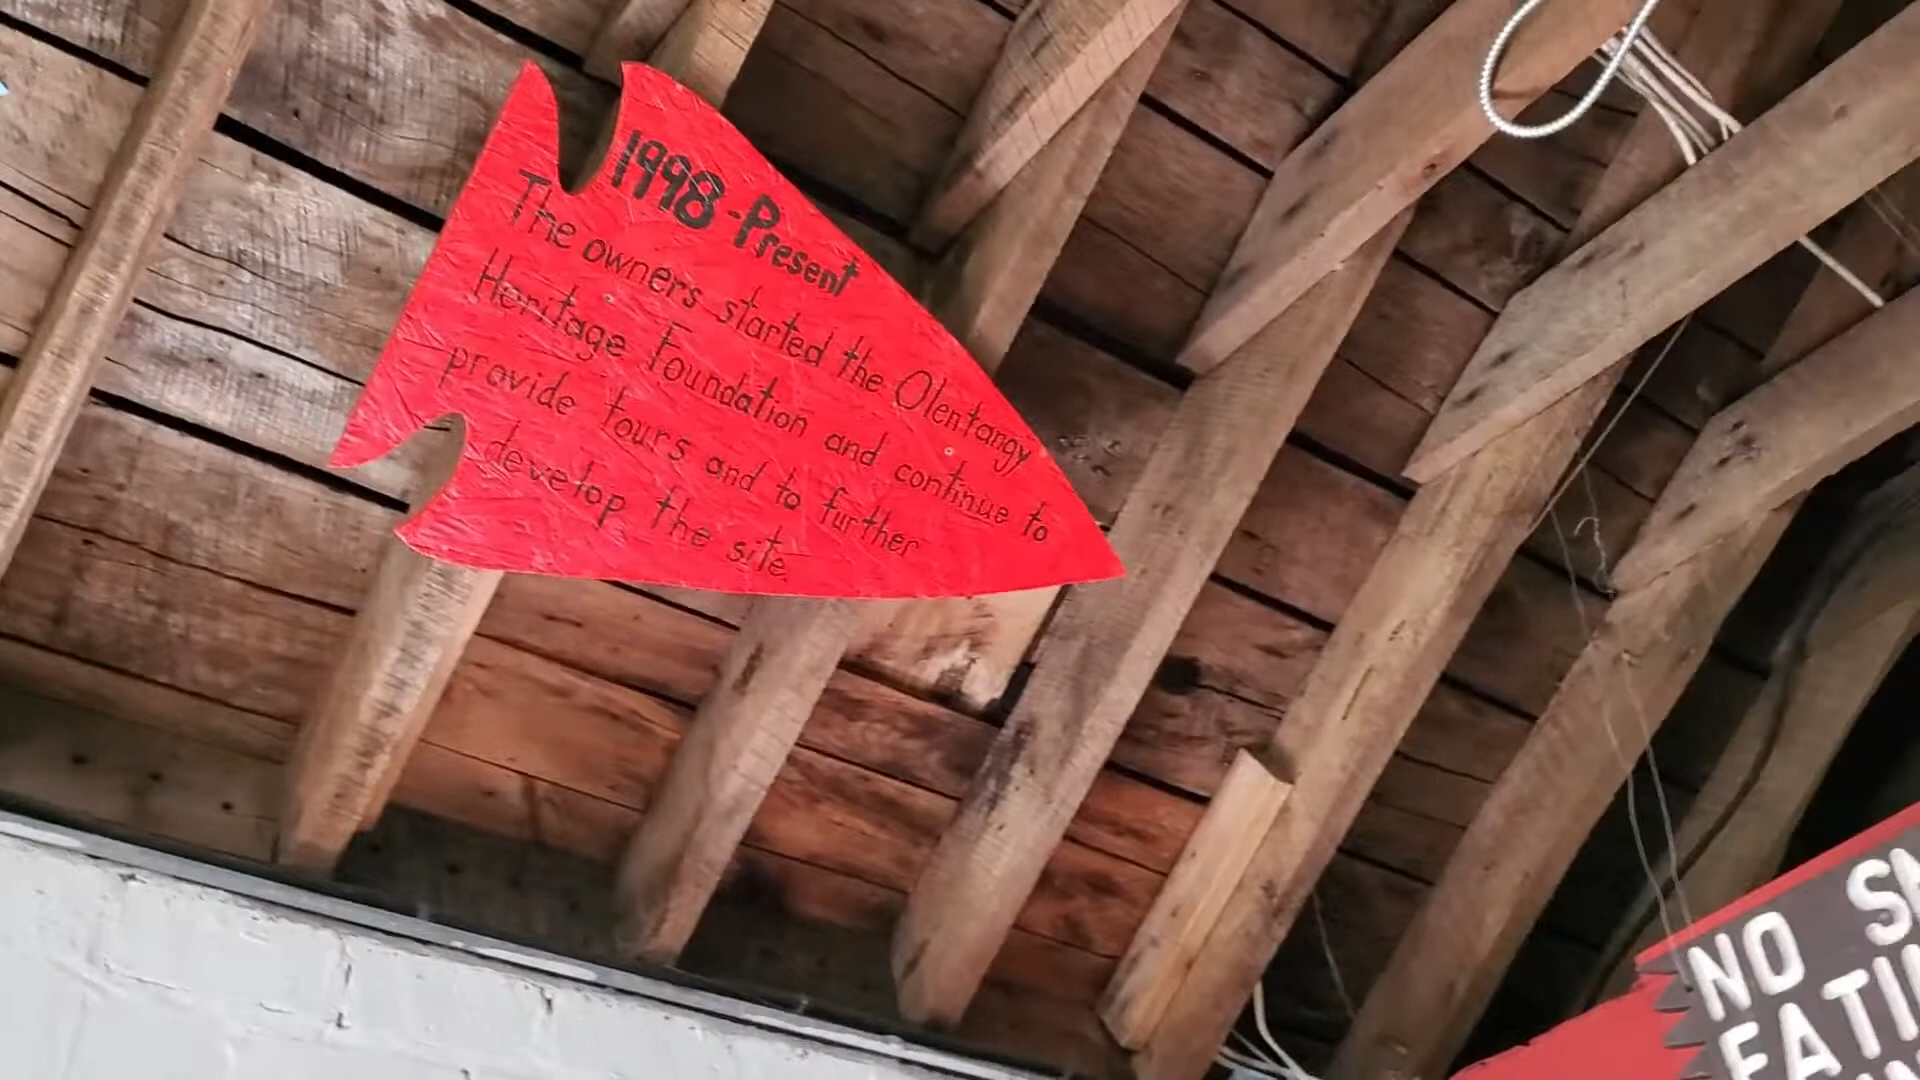 1998-Present
The owners started the Olentangy
Heritage Foundation and continue to
provide tours and to further
develop the site.
NO